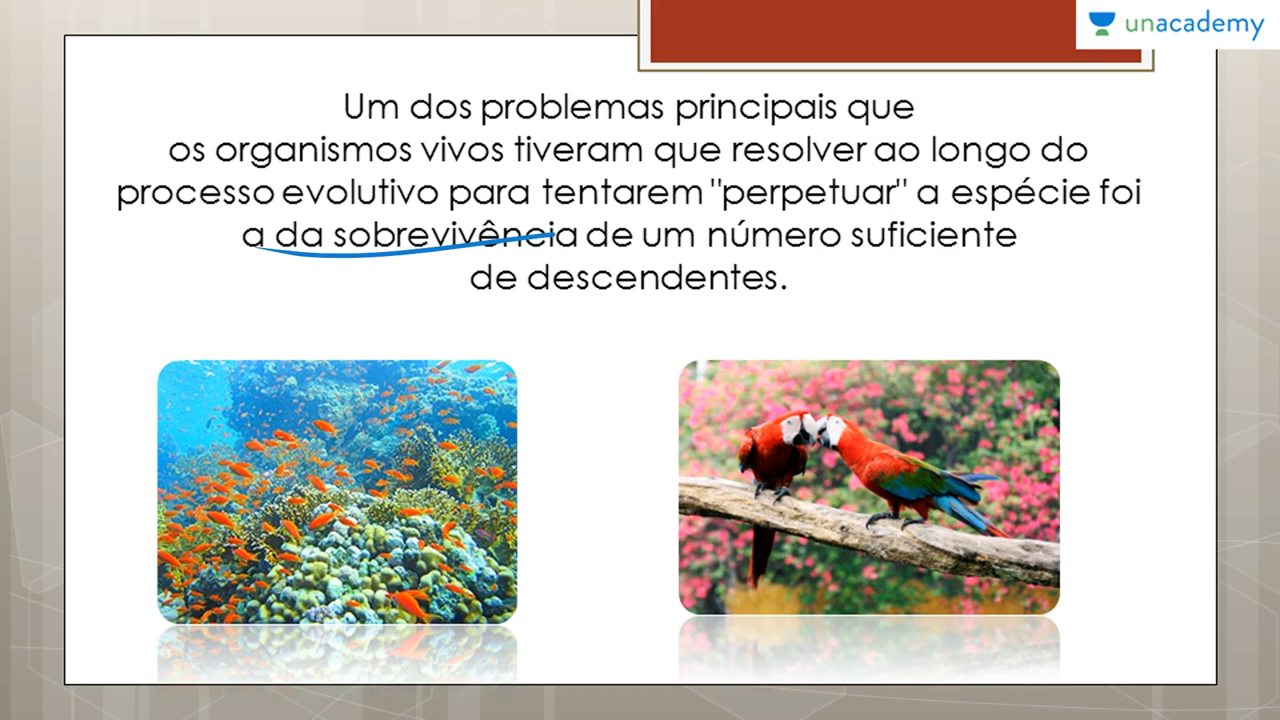 unacademy
Um dos problemas principais que
os organismos vivos tiveram que resolver ao longo do
processo evolutivo para tentarem "perpetuar" a espécie foi
a da sobrevivência de um número suficiente
de descendentes.